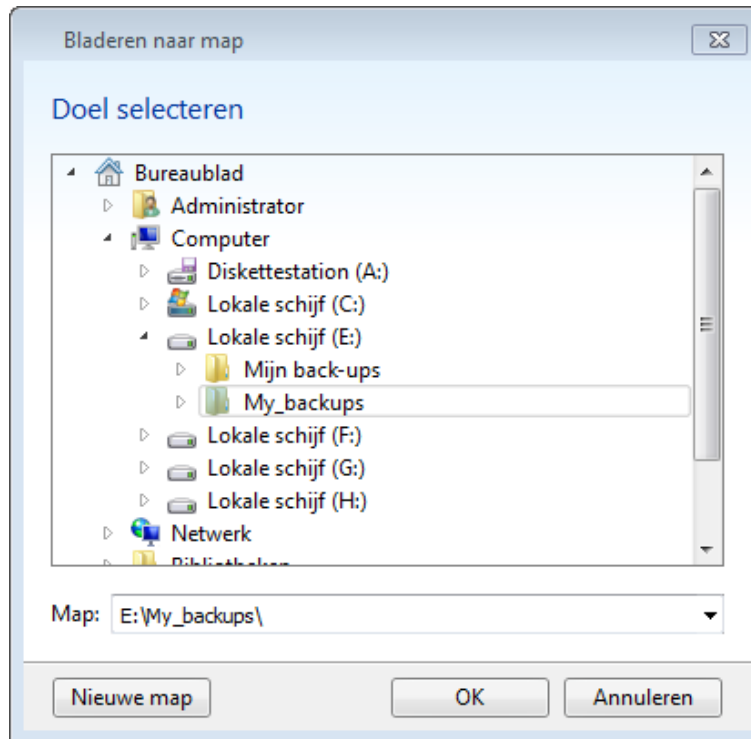 Bladeren naar map
Doel selecteren
Bureaublad
Administrator
Computer
Diskettestation (A:)
Lokale schijf (C:)
Lokale schijf (E:)
Mijn back-ups
My_backups
Lokale schijf (F:)
Lokale schijf (G:)
Lokale schijf (H:)
Netwerk
Bibliotheken
Map: E:\My_backups\
Nieuwe map OK Annuleren